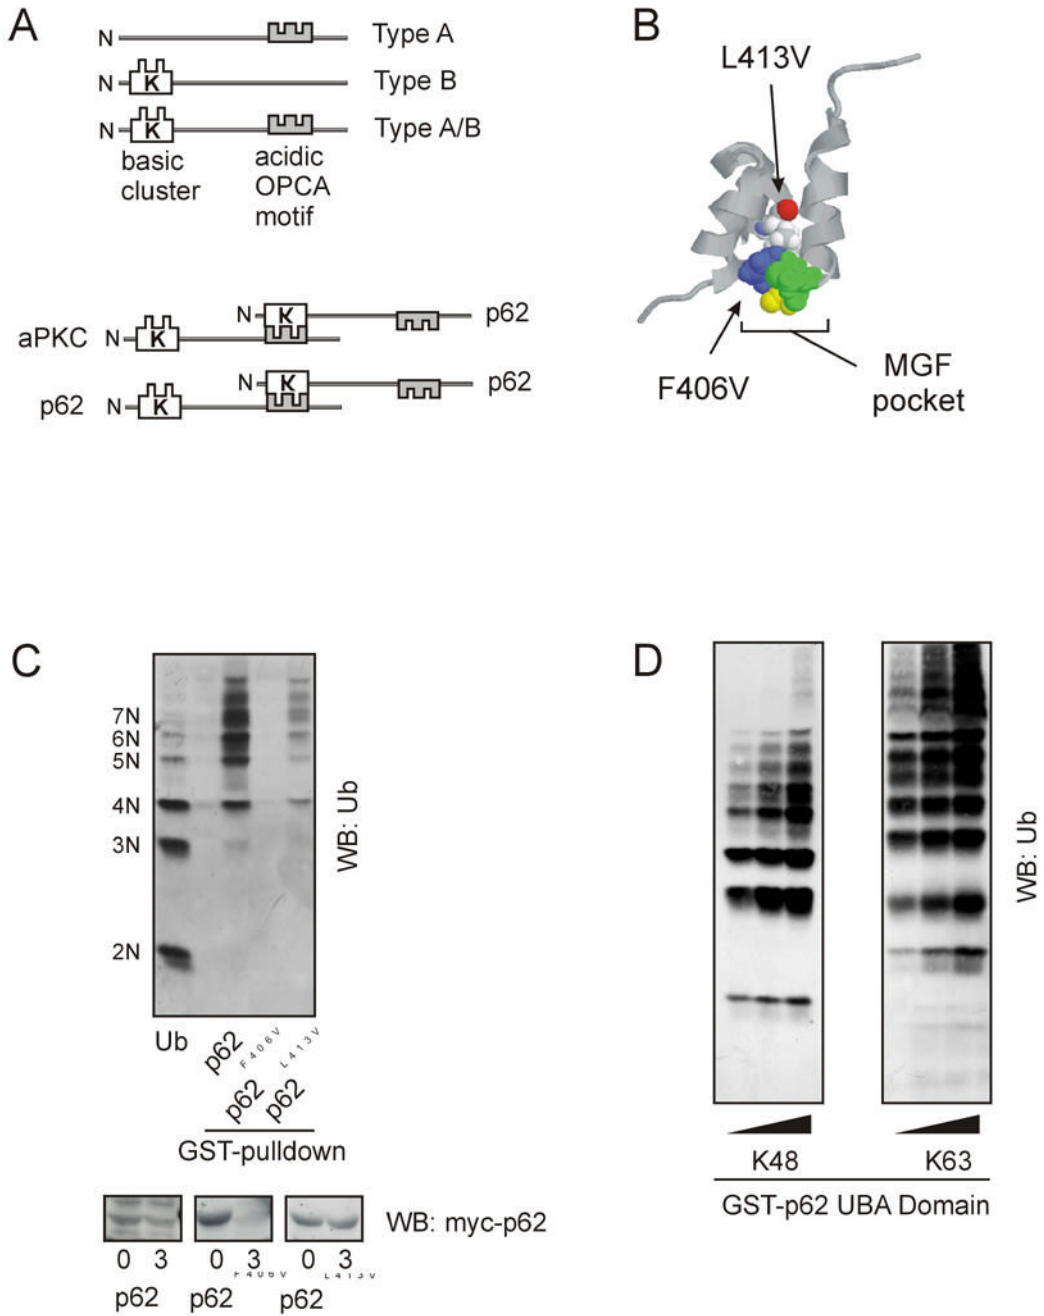 A
N
Type A
N
K
Type B
N
K
Type A/B
basic
cluster
acidic
OPCA
motif
N
K
p62
aPKC
N
K
N
K
p62
p62
N
K
B
L413V
F406V
MGF
pocket
C
7N
6N
5N
4N
3N
2N
WB: Ub
Ub
p62
p62 F406V
p62 L413V
GST-pulldown
WB: myc-p62
0 3
0 3
0 3
p62
p62 F406V
p62 L413V
D
WB: Ub
K48
K63
GST-p62 UBA Domain